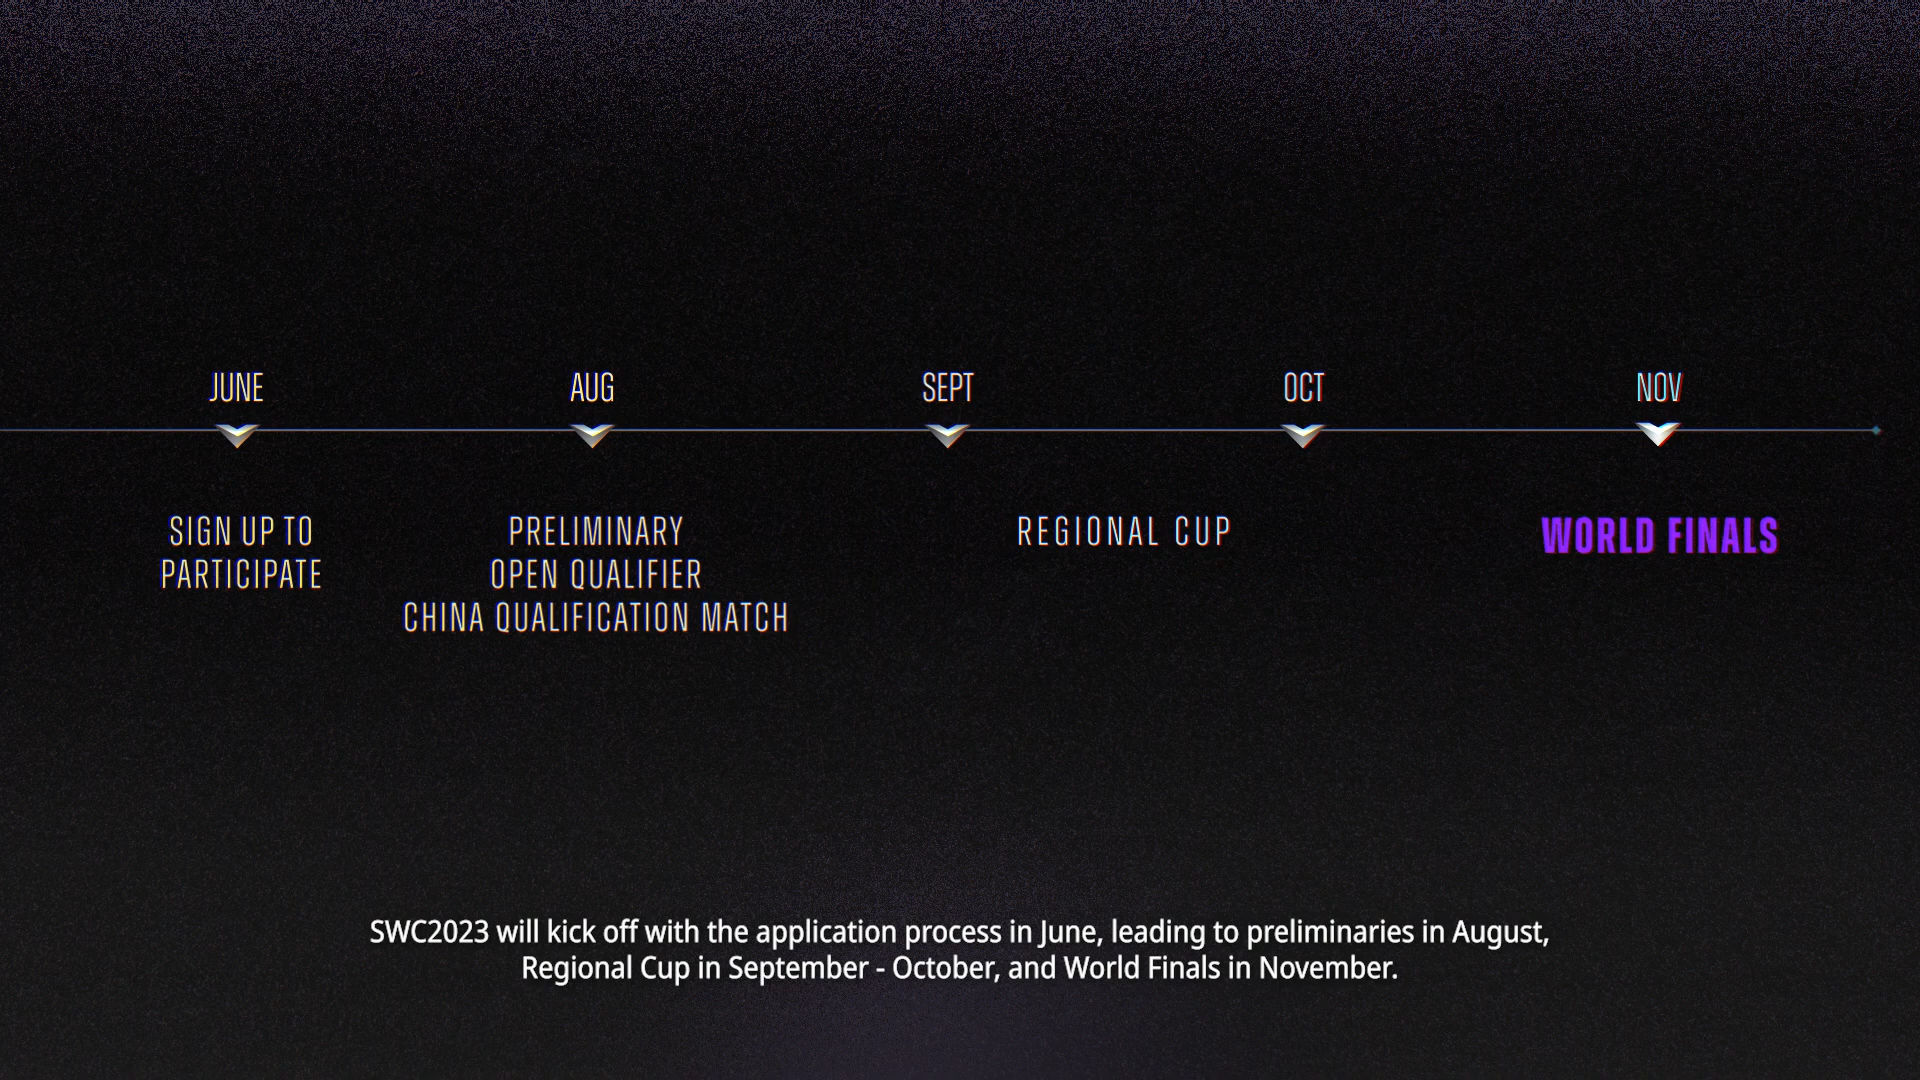 JUNE
AUG
SEPT
OCT
NOV
SIGN UP TO
PARTICIPATE
PRELIMINARY
OPEN QUALIFIER
CHINA QUALIFICATION MATCH
REGIONAL CUP
WORLD FINALS
SWC2023 will kick off with the application process in June, leading to preliminaries in August,
Regional Cup in September - October, and World Finals in November.